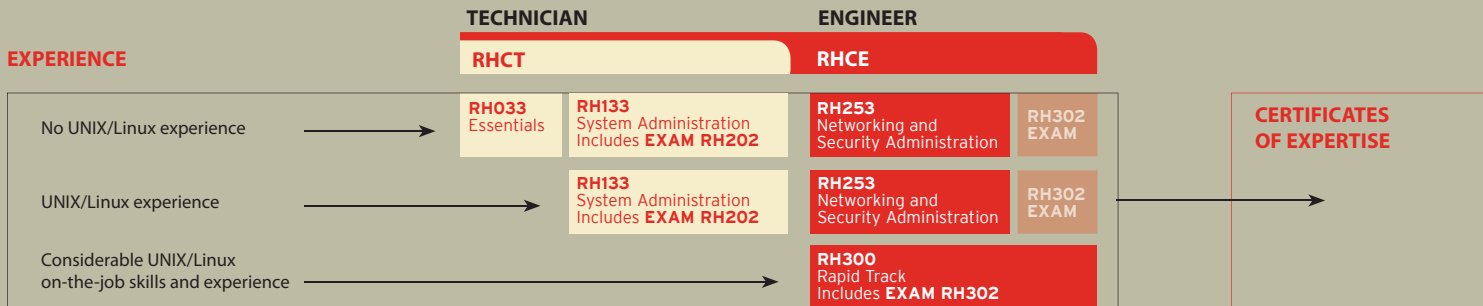 TECHNICIAN
ENGINEER
EXPERIENCE
RHCT
RHCE
No UNIX/Linux experience
RH033
Essentials
RH133
System Administration
Includes EXAM RH202
RH253
Networking and
Security Administration
RH302
EXAM
CERTIFICATES
OF EXPERTISE
UNIX/Linux experience
RH133
System Administration
Includes EXAM RH202
RH253
Networking and
Security Administration
RH302
EXAM
Considerable UNIX/Linux
on-the-job skills and experience
RH300
Rapid Track
Includes EXAM RH302